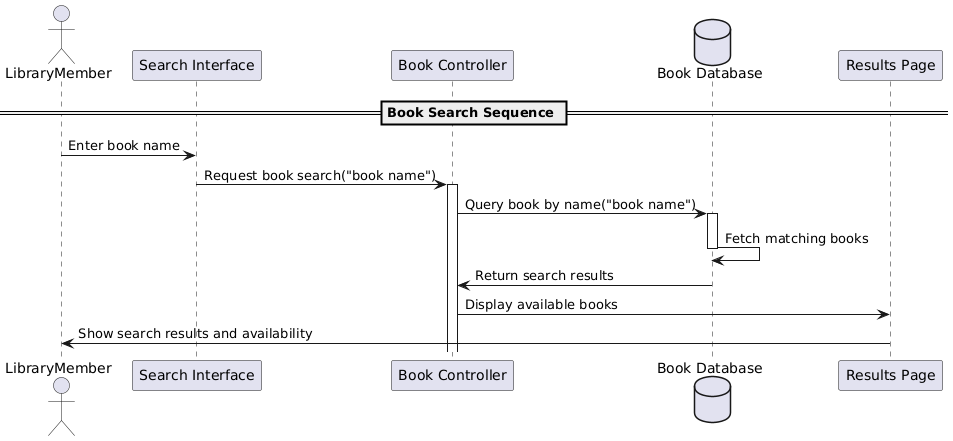 LibraryMember
Search Interface
Book Controller
Book Database
Results Page
Book Search Sequence
Enter book name
Request book search("book name")
Query book by name("book name")
Fetch matching books
Return search results
Display available books
Show search results and availability
LibraryMember
Search Interface
Book Controller
Book Database
Results Page